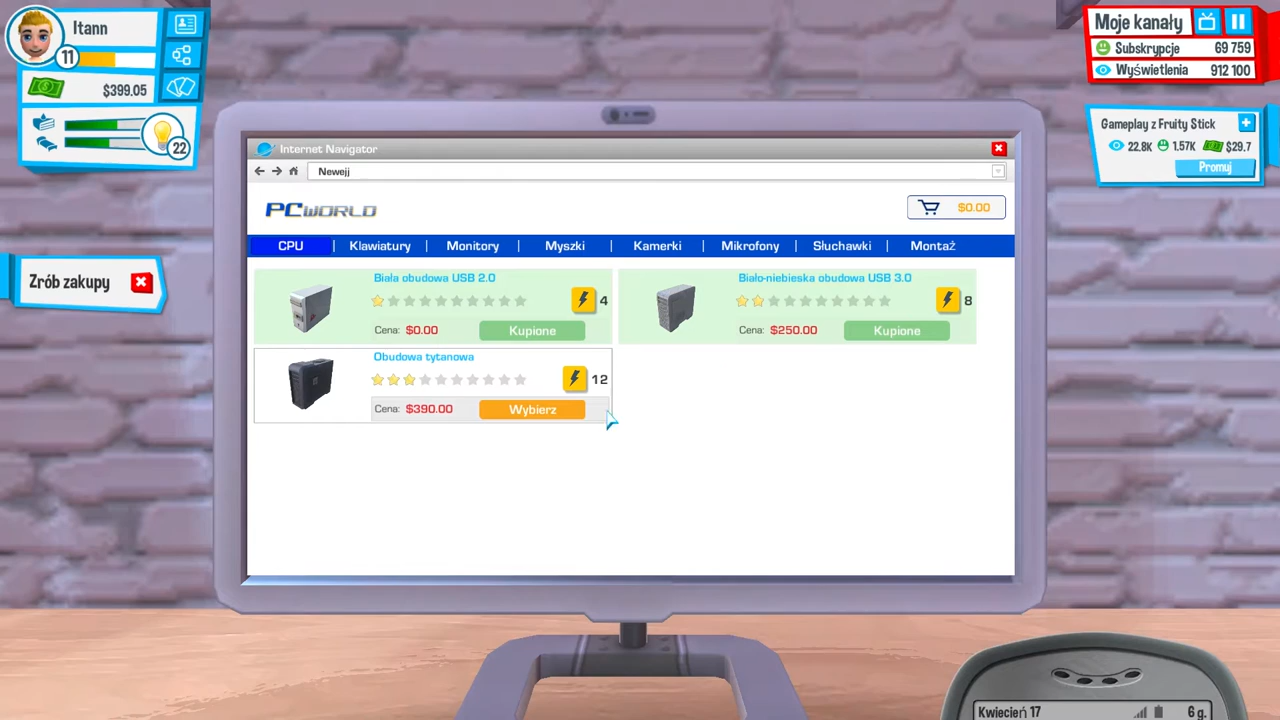 Itann
11
$399.05
22
Moje kanały
Subskrypcje 69 759
Wyświetlenia 912 100
Gameplay z Fruity Stick
22.8K 1.57K $29.7
Promuj
Zrób zakupy
Internet Navigator
Newejj
PCWORLD
$0.00
CPU | Klawiatury | Monitory | Myszki | Kamerki | Mikrofony | Słuchawki | Montaż
Biała obudowa USB 2.0
4
Cena: $0.00 Kupione
Biało-niebieska obudowa USB 3.0
8
Cena: $250.00 Kupione
Obudowa tytanowa
12
Cena: $390.00 Wybierz
Kwiecień 17 6 g.